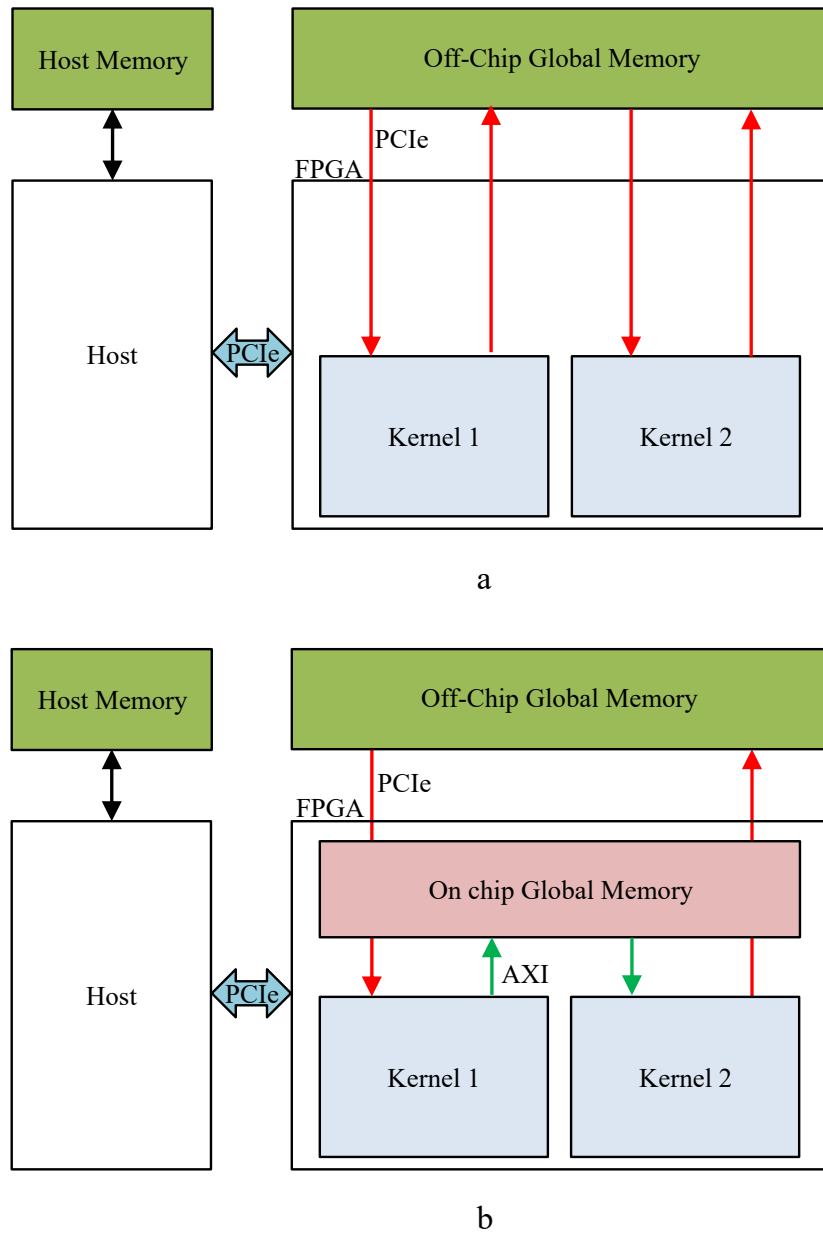 Host Memory
Off-Chip Global Memory
PCIe
FPGA
Host
PCIe
Kernel 1
Kernel 2
a
Host Memory
Off-Chip Global Memory
PCIe
FPGA
On chip Global Memory
AXI
Host
PCIe
Kernel 1
Kernel 2
b